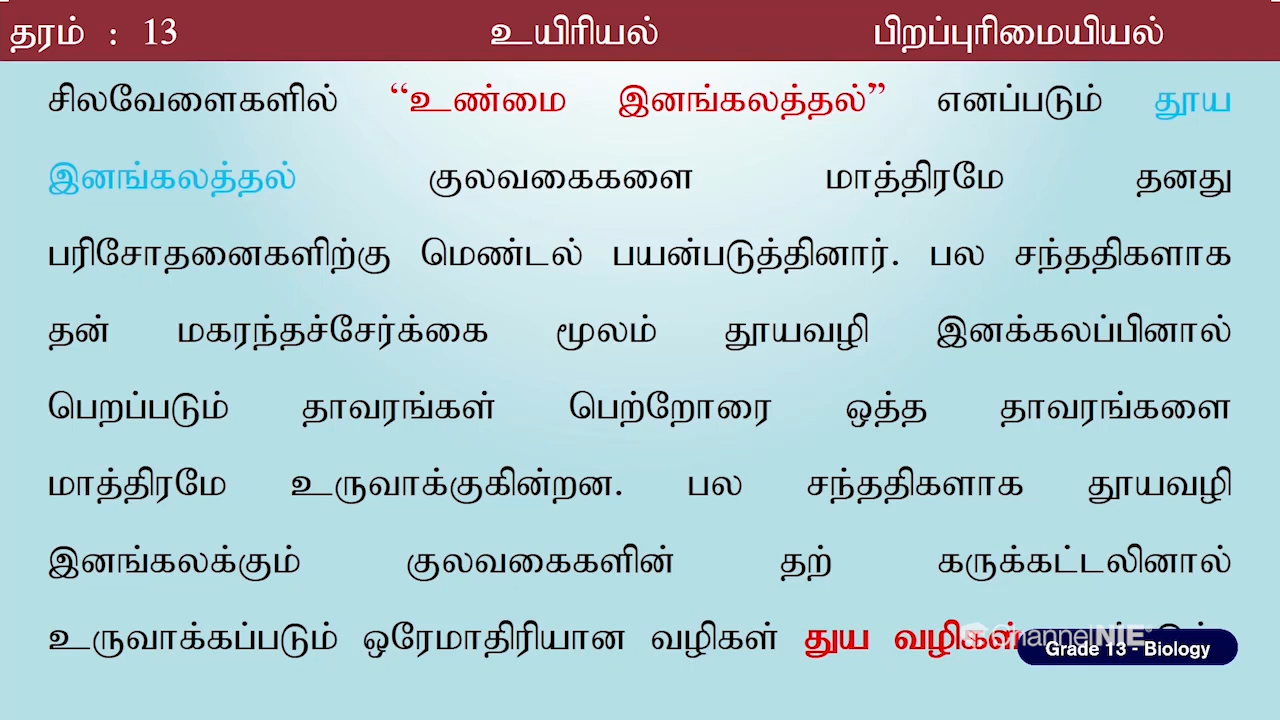 தரம் : 13 உயிரியல் பிறப்புரிமையியல்
சிலவேளைகளில் “உண்மை இனங்கலத்தல்” எனப்படும் தூய
இனங்கலத்தல் குலவகைகளை மாத்திரமே தனது
பரிசோதனைகளிற்கு மெண்டல் பயன்படுத்தினார். பல சந்ததிகளாக
தன் மகரந்தச்சேர்க்கை மூலம் தூயவழி இனக்கலப்பினால்
பெறப்படும் தாவரங்கள் பெற்றோரை ஒத்த தாவரங்களை
மாத்திரமே உருவாக்குகின்றன. பல சந்ததிகளாக தூயவழி
இனங்கலக்கும் குலவகைகளின் தற் கருக்கட்டலினால்
உருவாக்கப்படும் ஒரேமாதிரியான வழிகள் துய வழிகள்
ChannelNIE
Grade 13 - Biology